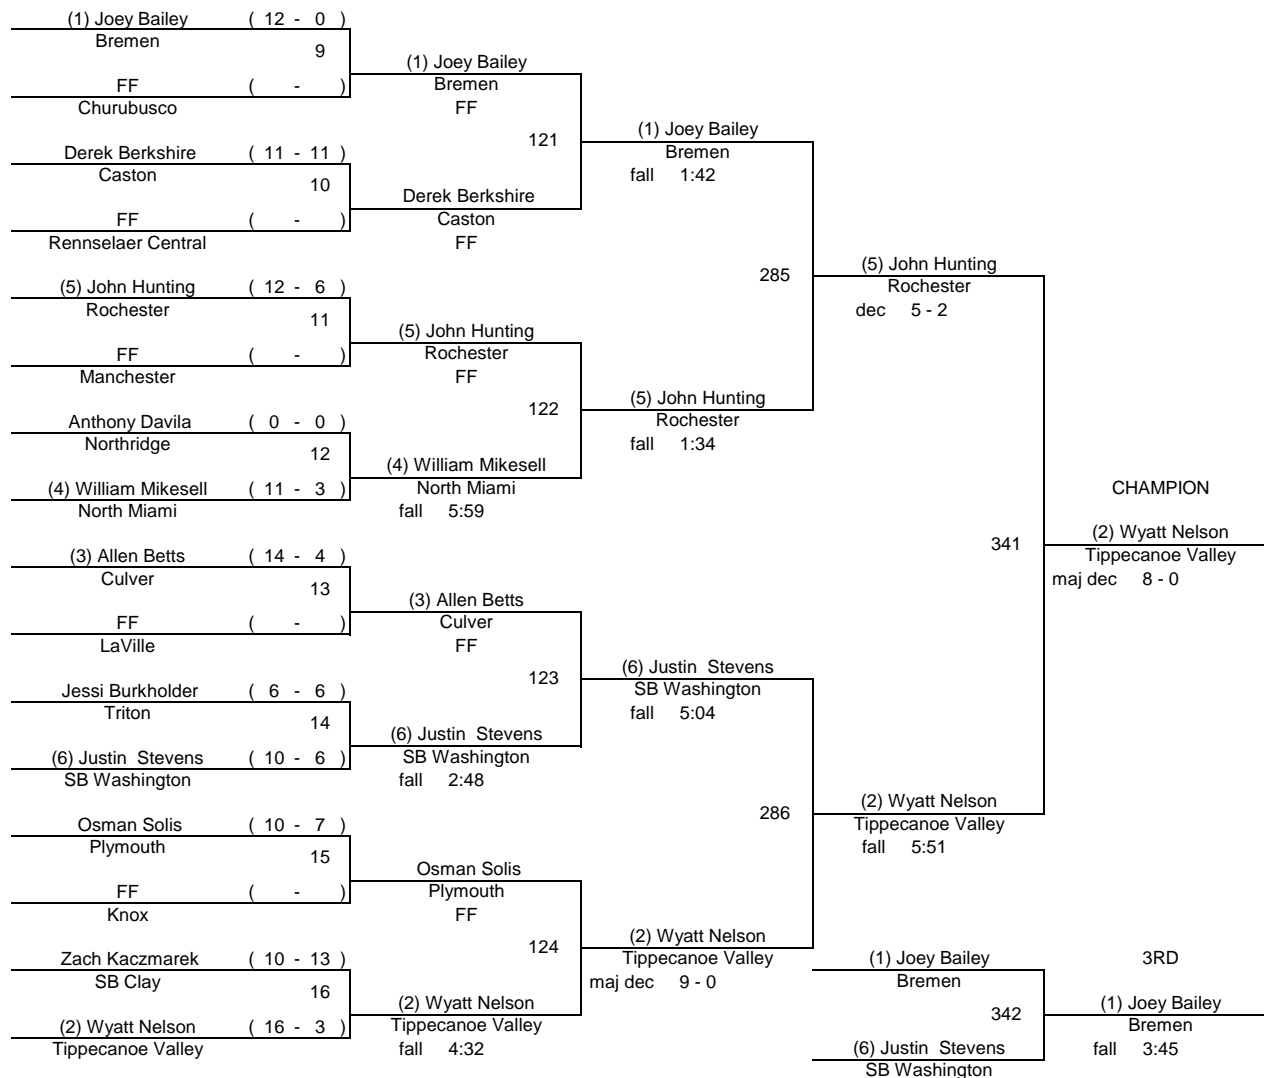 (1) Joey Bailey ( 12 - 0 )
Bremen
9
FF ( - )
Churubusco
Derek Berkshire ( 11 - 11 )
Caston
10
FF ( - )
Rennselaer Central
(5) John Hunting ( 12 - 6 )
Rochester
11
FF ( - )
Manchester
Anthony Davila ( 0 - 0 )
Northridge
12
(4) William Mikesell ( 11 - 3 )
North Miami
(3) Allen Betts ( 14 - 4 )
Culver
13
FF ( - )
LaVille
Jessi Burkholder ( 6 - 6 )
Triton
14
(6) Justin Stevens ( 10 - 6 )
SB Washington
Osman Solis ( 10 - 7 )
Plymouth
15
FF ( - )
Knox
Zach Kaczmarek ( 10 - 13 )
SB Clay
16
(2) Wyatt Nelson ( 16 - 3 )
Tippecanoe Valley
(1) Joey Bailey
Bremen
FF
121
Derek Berkshire
Caston
FF
(5) John Hunting
Rochester
FF
122
(4) William Mikesell
North Miami
fall 5:59
(3) Allen Betts
Culver
FF
123
(6) Justin Stevens
SB Washington
fall 2:48
Osman Solis
Plymouth
FF
124
(2) Wyatt Nelson
Tippecanoe Valley
fall 4:32
(1) Joey Bailey
Bremen
fall 1:42
285
(5) John Hunting
Rochester
fall 1:34
(6) Justin Stevens
SB Washington
fall 5:04
286
(2) Wyatt Nelson
Tippecanoe Valley
maj dec 9 - 0
(5) John Hunting
Rochester
dec 5 - 2
341
(2) Wyatt Nelson
Tippecanoe Valley
fall 5:51
CHAMPION
(2) Wyatt Nelson
Tippecanoe Valley
maj dec 8 - 0
(1) Joey Bailey
Bremen
342
(6) Justin Stevens
SB Washington
3RD
(1) Joey Bailey
Bremen
fall 3:45